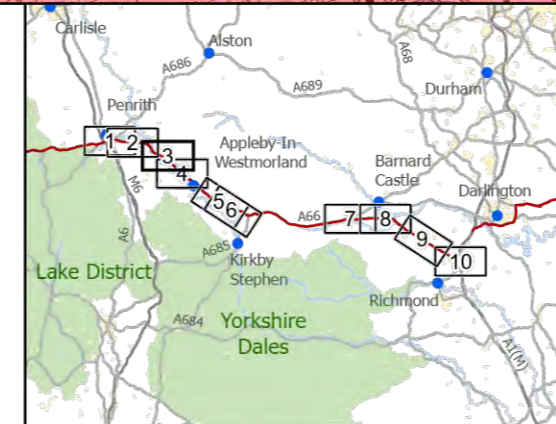 Carlisle
Alston
A686
A68
A689
Durham
Penrith
1
2
3
4
Appleby-In-
Westmorland
Barnard
Castle
Darlington
5
6
A66
7
8
9
10
M6
A6
A685
Kirkby
Stephen
Lake District
Richmond
A684
Yorkshire
Dales
A1(M)